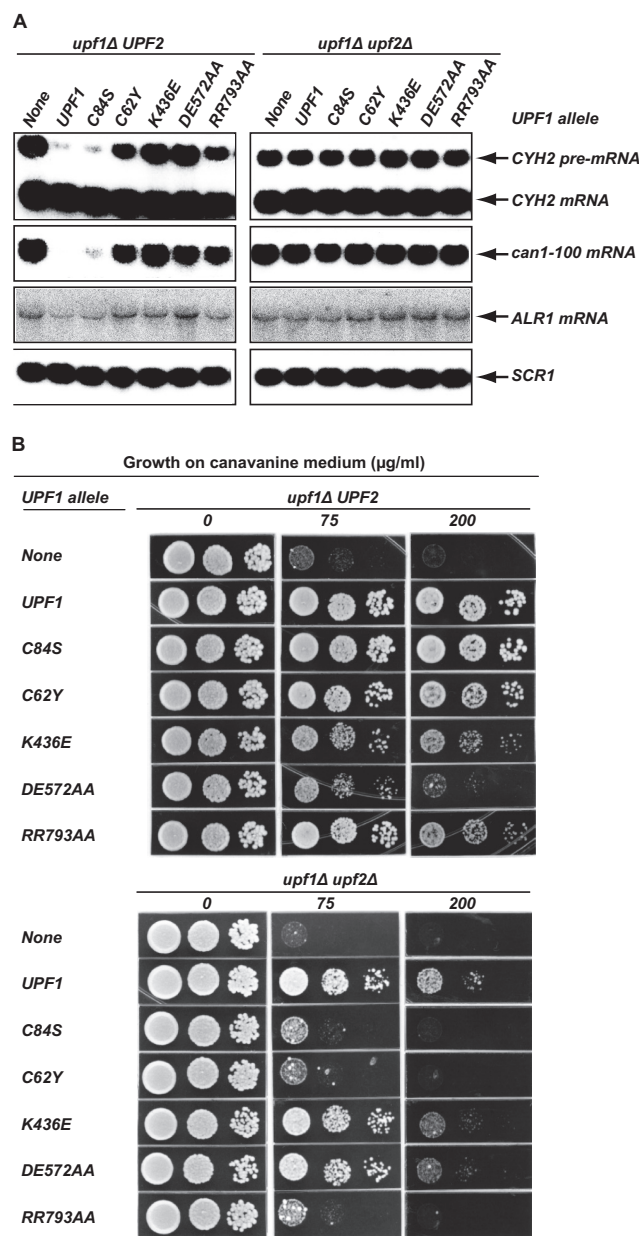 A
upf1Δ UPF2 upf1Δ upf2Δ
None UPF1 C84S C62Y K436E DE572AA RR793AA None UPF1 C84S C62Y K436E DE572AA RR793AA UPF1 allele
CYH2 pre-mRNA
CYH2 mRNA
can1-100 mRNA
ALR1 mRNA
SCR1
B
Growth on canavanine medium (µg/ml)
UPF1 allele upf1Δ UPF2
0 75 200
None
UPF1
C84S
C62Y
K436E
DE572AA
RR793AA
upf1Δ upf2Δ
0 75 200
None
UPF1
C84S
C62Y
K436E
DE572AA
RR793AA